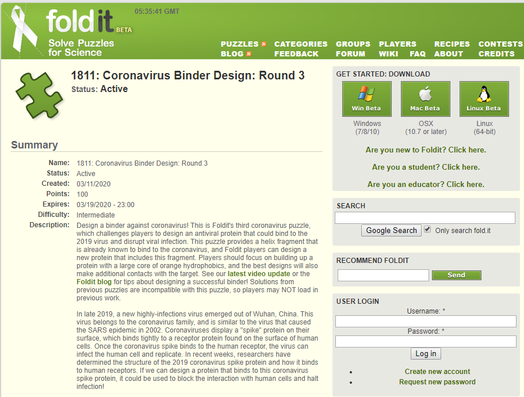 foldit BETA
05:35:41 GMT
Solve Puzzles
for Science
PUZZLES CATEGORIES GROUPS PLAYERS RECIPES CONTESTS
BLOG FEEDBACK FORUM WIKI FAQ ABOUT CREDITS
1811: Coronavirus Binder Design: Round 3
Status: Active
Summary
Name: 1811: Coronavirus Binder Design: Round 3
Status: Active
Created: 03/11/2020
Points: 100
Expires: 03/19/2020 - 23:00
Difficulty: Intermediate
Description: Design a binder against coronavirus! This is Foldit's third coronavirus puzzle,
which challenges players to design an antiviral protein that could bind to the
2019 virus and disrupt viral infection. This puzzle provides a helix fragment that
is already known to bind to the coronavirus, and Foldit players can design a
new protein that includes this fragment. Players should focus on building up a
protein with a large core of orange hydrophobics, and the best designs will also
make additional contacts with the target. See our latest video update or the
Foldit blog for tips about designing a successful binder! Solutions from
previous puzzles are incompatible with this puzzle, so players may NOT load in
previous work.
In late 2019, a new highly-infectious virus emerged out of Wuhan, China. This
virus belongs to the coronavirus family, and is similar to the virus that caused
the SARS epidemic in 2002. Coronaviruses display a "spike" protein on their
surface, which binds tightly to a receptor protein found on the surface of human
cells. Once the coronavirus spike binds to the human receptor, the virus can
infect the human cell and replicate. In recent weeks, researchers have
determined the structure of the 2019 coronavirus spike protein and how it binds
to human receptors. If we can design a protein that binds to this coronavirus
spike protein, it could be used to block the interaction with human cells and halt
infection!
GET STARTED: DOWNLOAD
Win Beta Mac Beta Linux Beta
Windows OSX Linux
(7/8/10) (10.7 or later) (64-bit)
Are you new to Foldit? Click here.
Are you a student? Click here.
Are you an educator? Click here.
SEARCH
Google Search Only search fold.it
RECOMMEND FOLDIT
Send
USER LOGIN
Username: *
Password: *
Log in
Create new account
Request new password